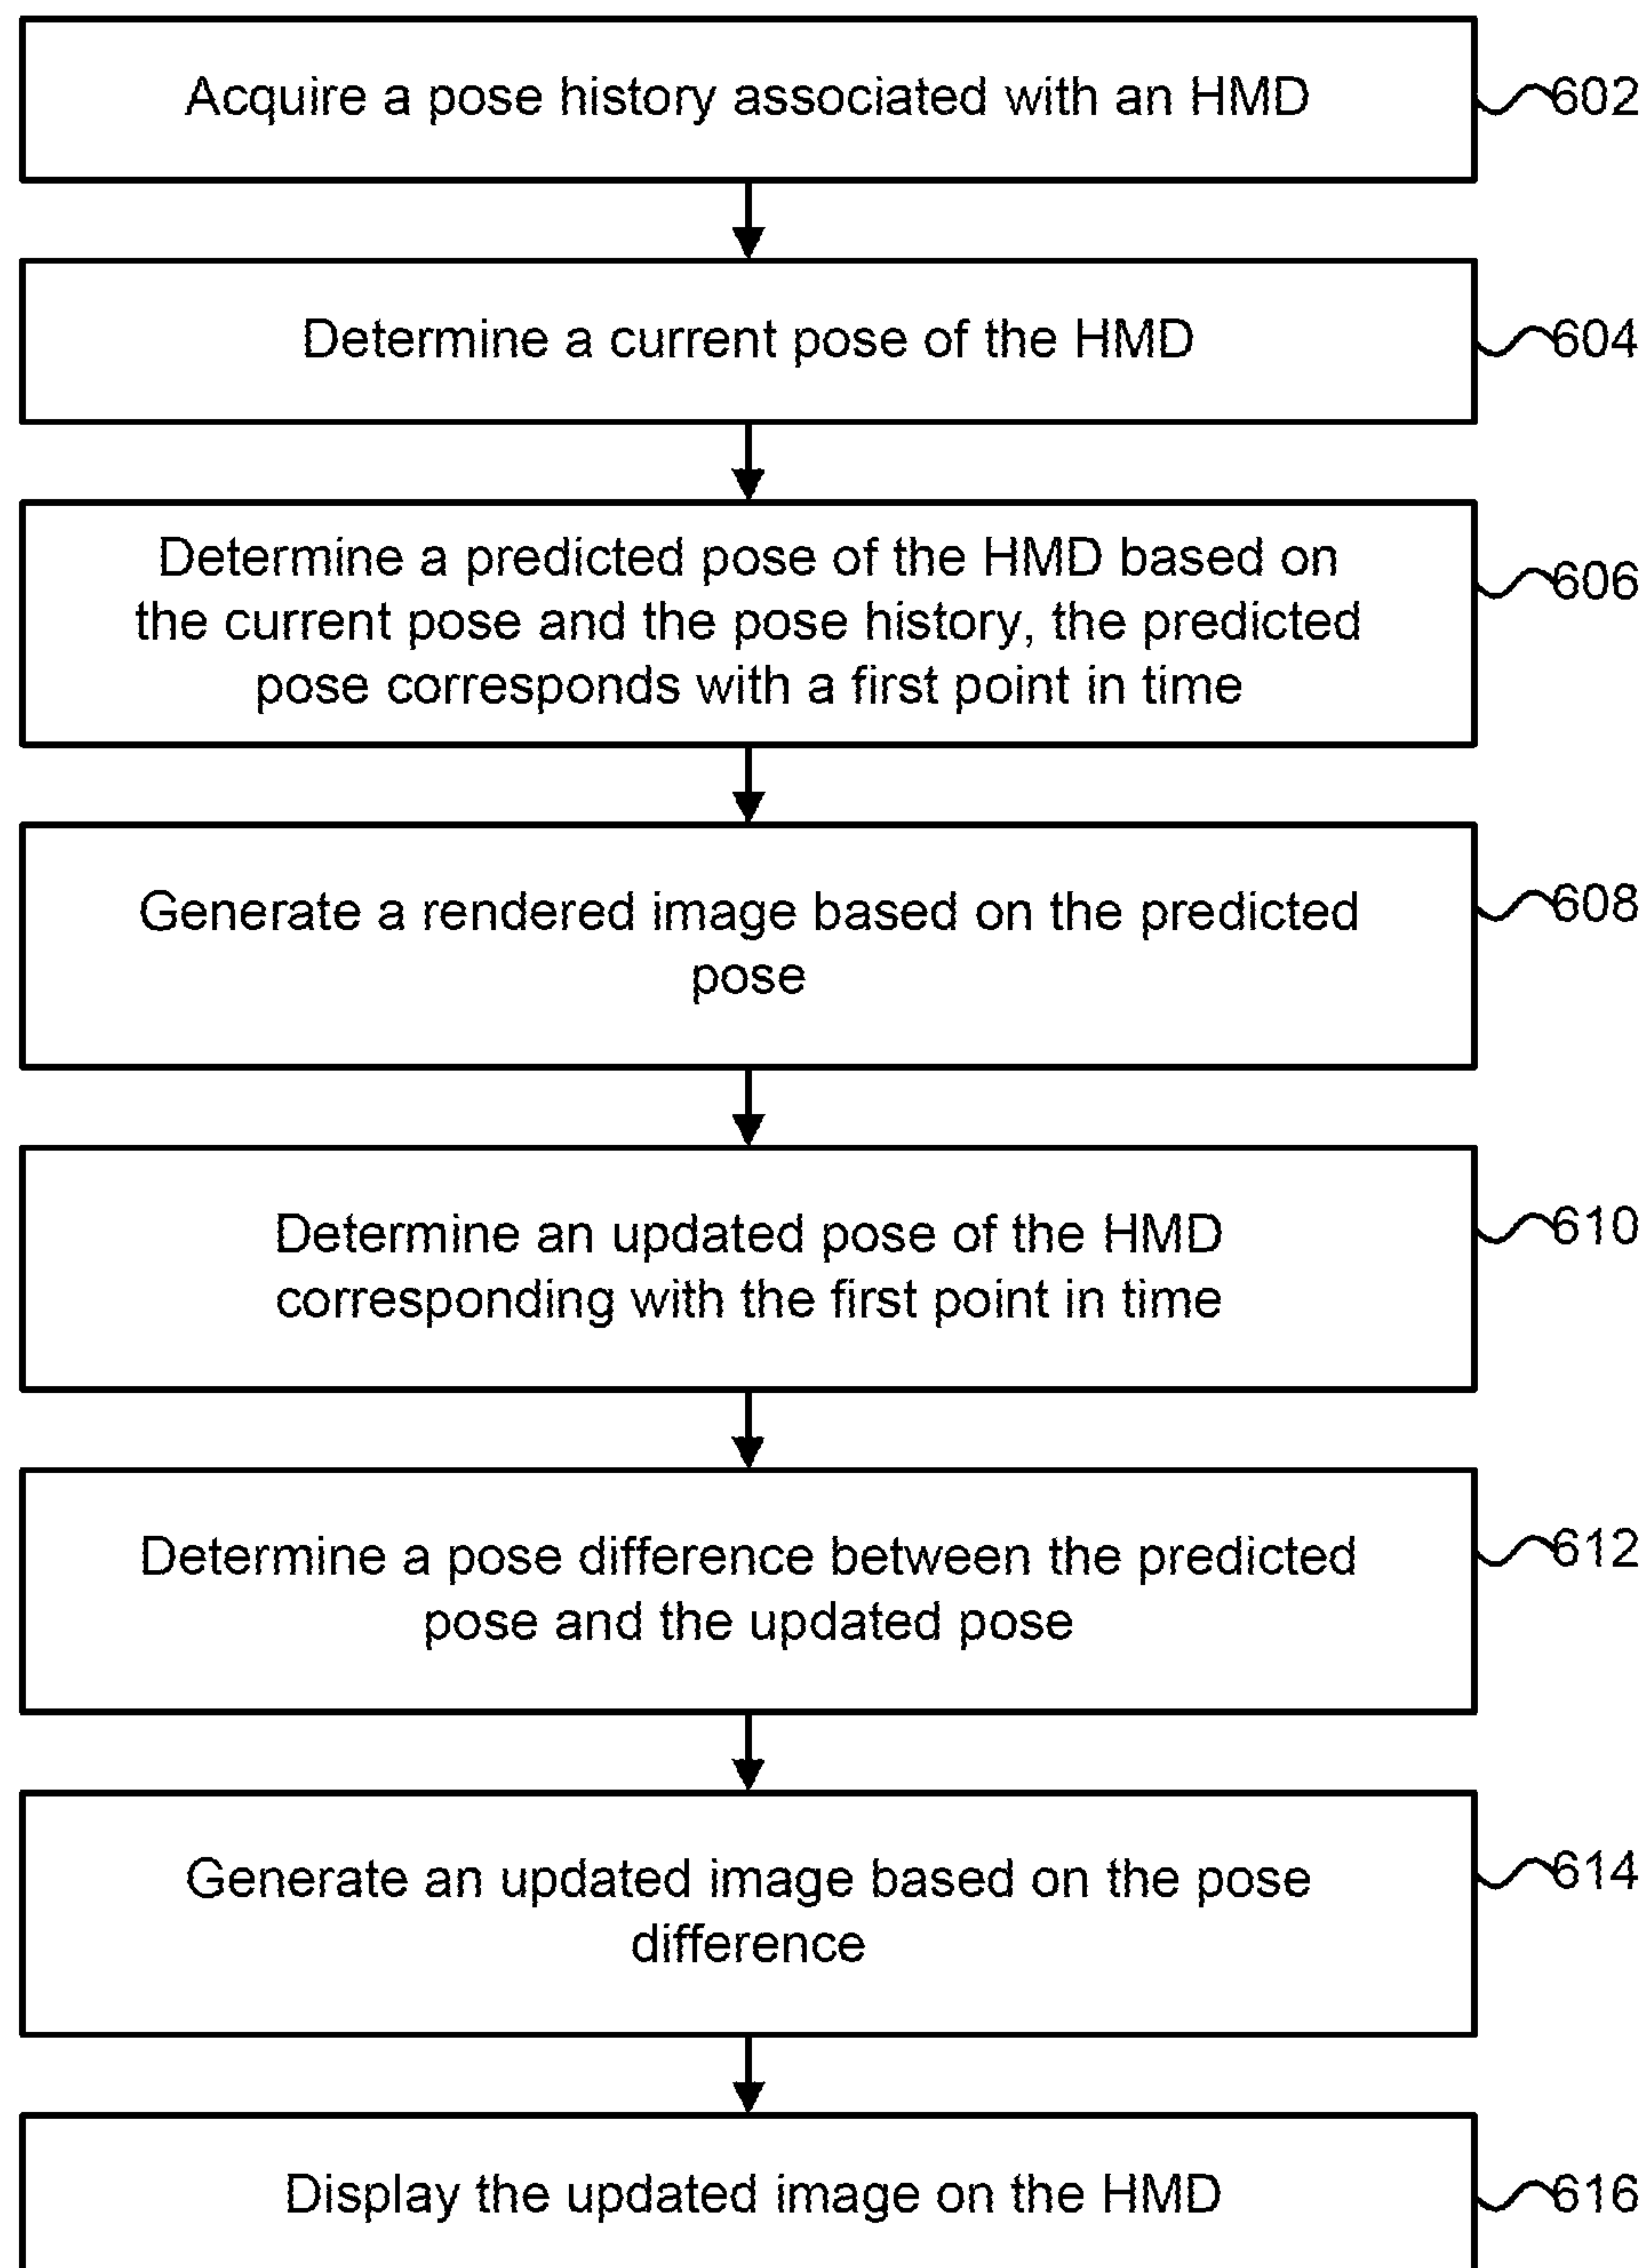 Acquire a pose history associated with an HMD
602
Determine a current pose of the HMD
604
Determine a predicted pose of the HMD based on
the current pose and the pose history, the predicted
pose corresponds with a first point in time
606
Generate a rendered image based on the predicted
pose
608
Determine an updated pose of the HMD
corresponding with the first point in time
610
Determine a pose difference between the predicted
pose and the updated pose
612
Generate an updated image based on the pose
difference
614
Display the updated image on the HMD
616